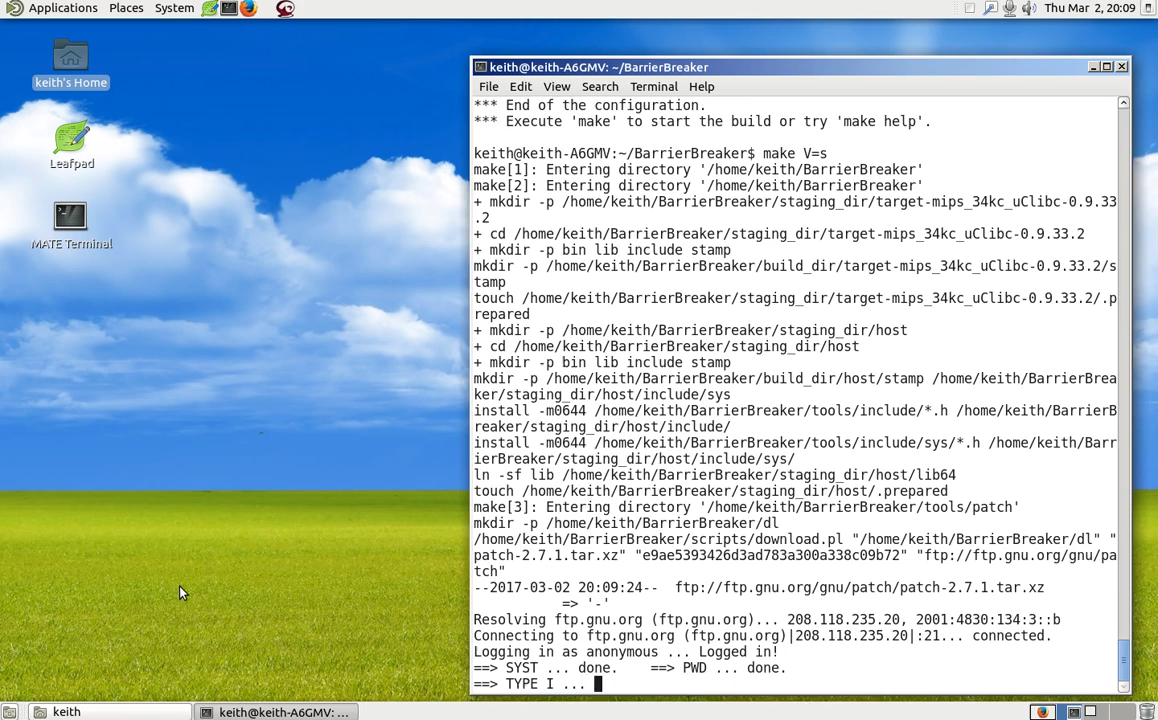 Applications Places System
Thu Mar 2, 20:09
keith's Home
Leafpad
MATE Terminal
keith@keith-A6GMV: ~/BarrierBreaker
File Edit View Search Terminal Help
*** End of the configuration.
*** Execute 'make' to start the build or try 'make help'.
keith@keith-A6GMV:~/BarrierBreaker$ make V=s
make[1]: Entering directory '/home/keith/BarrierBreaker'
make[2]: Entering directory '/home/keith/BarrierBreaker'
+ mkdir -p /home/keith/BarrierBreaker/staging_dir/target-mips_34kc_uClibc-0.9.33
.2
+ cd /home/keith/BarrierBreaker/staging_dir/target-mips_34kc_uClibc-0.9.33.2
+ mkdir -p bin lib include stamp
mkdir -p /home/keith/BarrierBreaker/build_dir/target-mips_34kc_uClibc-0.9.33.2/s
tamp
touch /home/keith/BarrierBreaker/staging_dir/target-mips_34kc_uClibc-0.9.33.2/.p
repared
+ mkdir -p /home/keith/BarrierBreaker/staging_dir/host
+ cd /home/keith/BarrierBreaker/staging_dir/host
+ mkdir -p bin lib include stamp
mkdir -p /home/keith/BarrierBreaker/build_dir/host/stamp /home/keith/BarrierBrea
ker/staging_dir/host/include/sys
install -m0644 /home/keith/BarrierBreaker/tools/include/*.h /home/keith/BarrierB
reaker/staging_dir/host/include/
install -m0644 /home/keith/BarrierBreaker/tools/include/sys/*.h /home/keith/Barr
ierBreaker/staging_dir/host/include/sys/
ln -sf lib /home/keith/BarrierBreaker/staging_dir/host/lib64
touch /home/keith/BarrierBreaker/staging_dir/host/.prepared
make[3]: Entering directory '/home/keith/BarrierBreaker/tools/patch'
mkdir -p /home/keith/BarrierBreaker/dl
/home/keith/BarrierBreaker/scripts/download.pl "/home/keith/BarrierBreaker/dl" "
patch-2.7.1.tar.xz" "e9ae5393426d3ad783a300a338c09b72" "ftp://ftp.gnu.org/gnu/pa
tch"
--2017-03-02 20:09:24-- ftp://ftp.gnu.org/gnu/patch/patch-2.7.1.tar.xz
=> '-'
Resolving ftp.gnu.org (ftp.gnu.org)... 208.118.235.20, 2001:4830:134:3::b
Connecting to ftp.gnu.org (ftp.gnu.org)|208.118.235.20|:21... connected.
Logging in as anonymous ... Logged in!
==> SYST ... done. ==> PWD ... done.
==> TYPE I ...
keith
keith@keith-A6GMV: ...